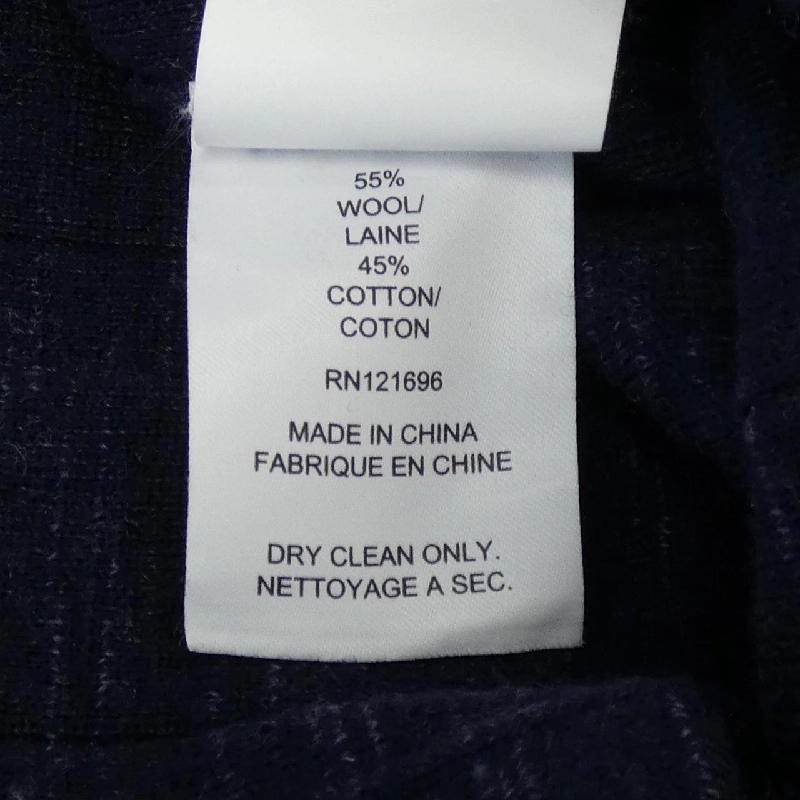 55%
WOOL/
LAINE
45%
COTTON/
COTON
RN121696
MADE IN CHINA
FABRIQUE EN CHINE
DRY CLEAN ONLY.
NETTOYAGE A SEC.